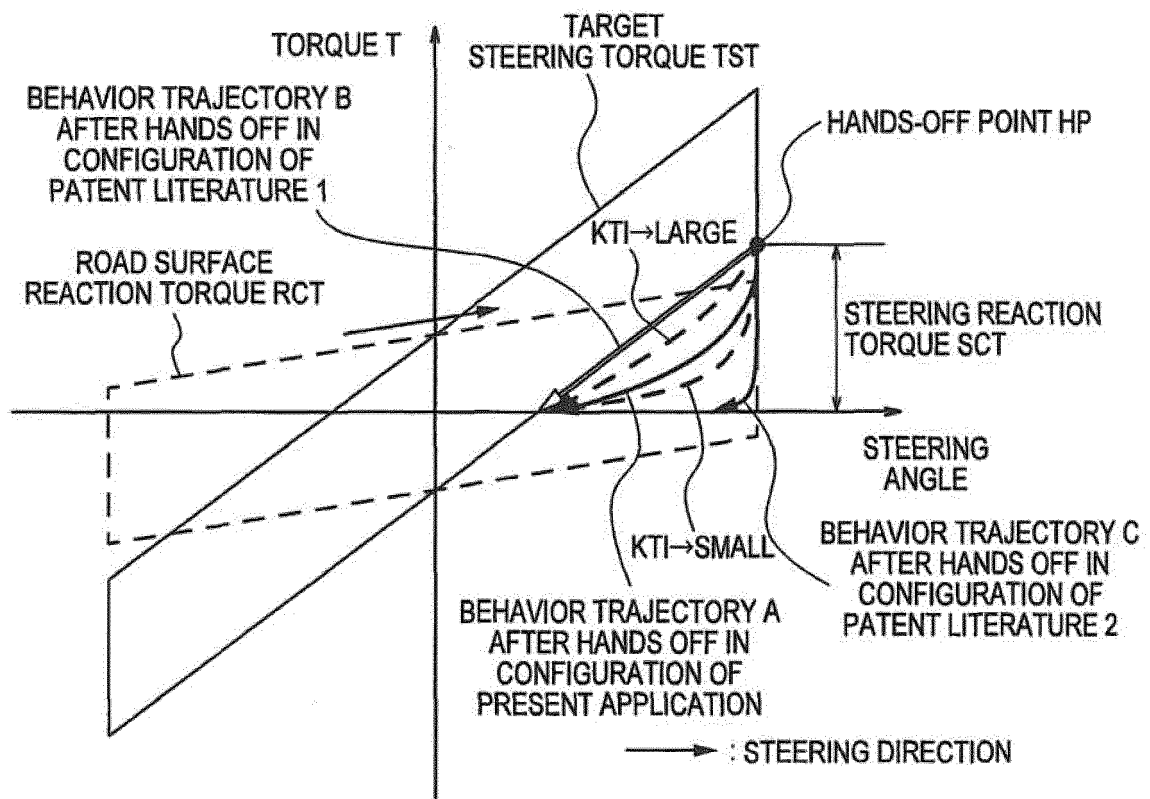 TORQUE T
TARGET
STEERING TORQUE TST
BEHAVIOR TRAJECTORY B
AFTER HANDS OFF IN
CONFIGURATION OF
PATENT LITERATURE 1
HANDS-OFF POINT HP
KTI→LARGE
ROAD SURFACE
REACTION TORQUE RCT
STEERING REACTION
TORQUE SCT
STEERING
ANGLE
KTI→SMALL
BEHAVIOR TRAJECTORY C
AFTER HANDS OFF IN
CONFIGURATION OF
PATENT LITERATURE 2
BEHAVIOR TRAJECTORY A
AFTER HANDS OFF IN
CONFIGURATION OF
PRESENT APPLICATION
: STEERING DIRECTION